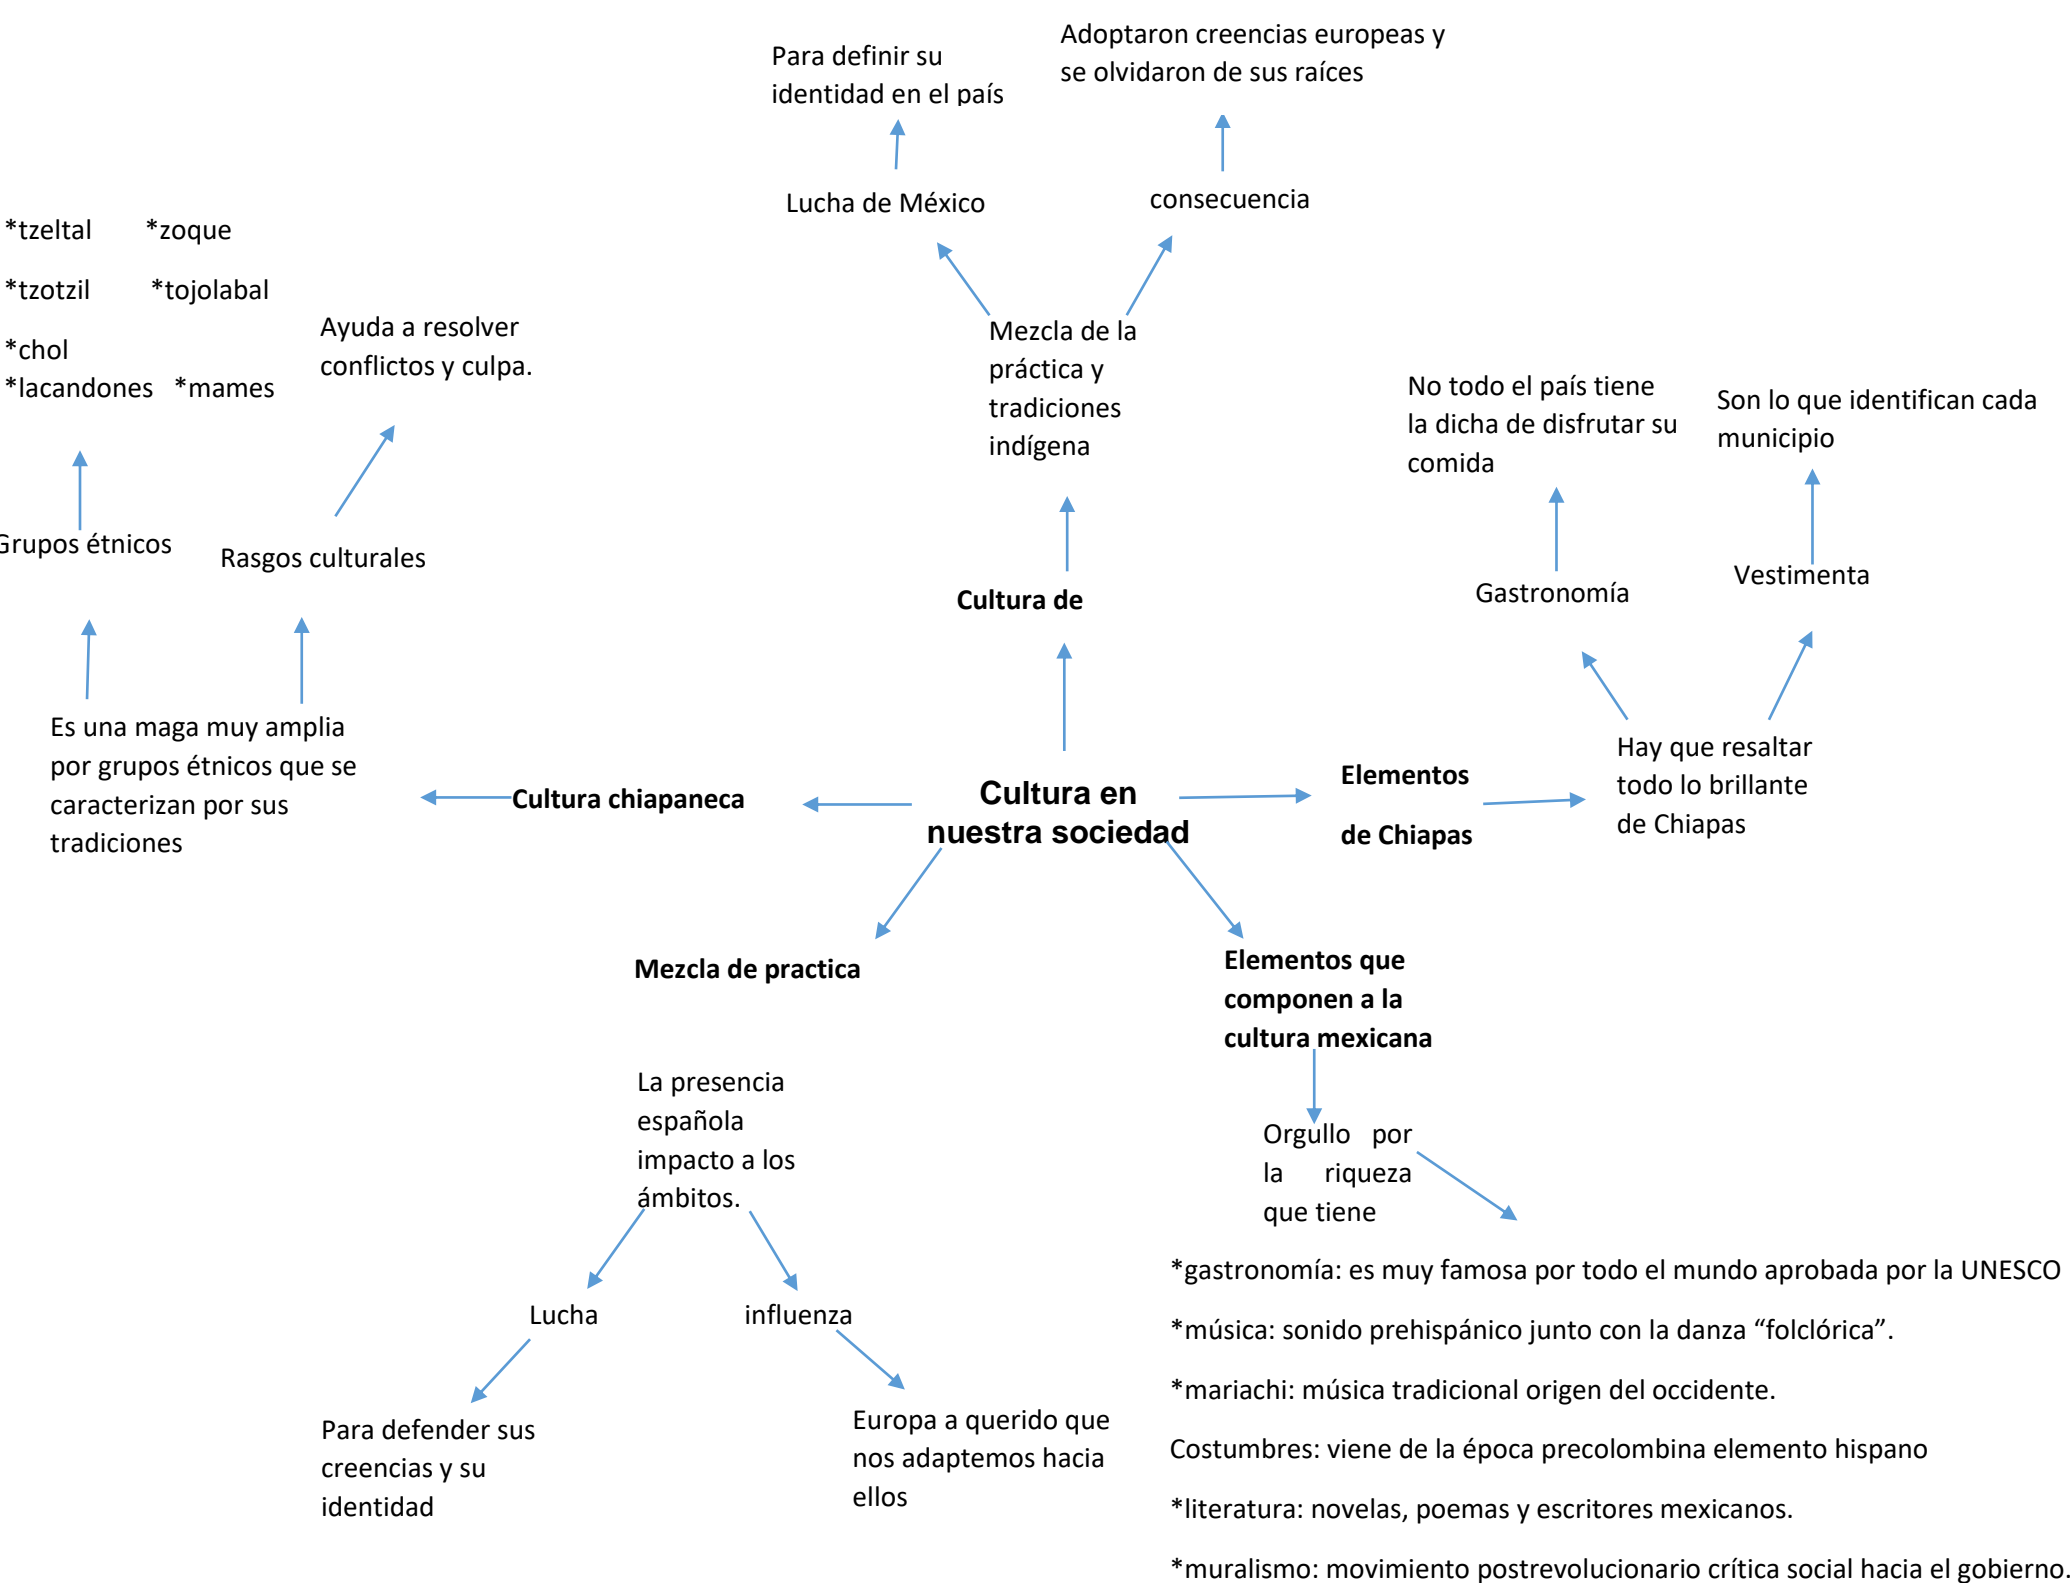 Para definir su
identidad en el país
Adoptaron creencias europeas y
se olvidaron de sus raíces
Lucha de México
consecuencia
*tzeltal *zoque
*tzotzil *tojolabal
*chol
*lacandones *mames
Ayuda a resolver
conflictos y culpa.
Mezcla de la
práctica y
tradiciones
indígena
No todo el país tiene
la dicha de disfrutar su
comida
Son lo que identifican cada
municipio
Grupos étnicos
Rasgos culturales
Cultura de
Gastronomía
Vestimenta
Es una maga muy amplia
por grupos étnicos que se
caracterizan por sus
tradiciones
Cultura chiapaneca
Cultura en
nuestra sociedad
Elementos
de Chiapas
Hay que resaltar
todo lo brillante
de Chiapas
Mezcla de practica
Elementos que
componen a la
cultura mexicana
La presencia
española
impacto a los
ámbitos.
Orgullo por
la riqueza
que tiene
Lucha
influenza
Para defender sus
creencias y su
identidad
Europa a querido que
nos adaptemos hacia
ellos
*gastronomía: es muy famosa por todo el mundo aprobada por la UNESCO
*música: sonido prehispánico junto con la danza “folclórica”.
*mariachi: música tradicional origen del occidente.
Costumbres: viene de la época precolombina elemento hispano
*literatura: novelas, poemas y escritores mexicanos.
*muralismo: movimiento postrevolucionario crítica social hacia el gobierno.